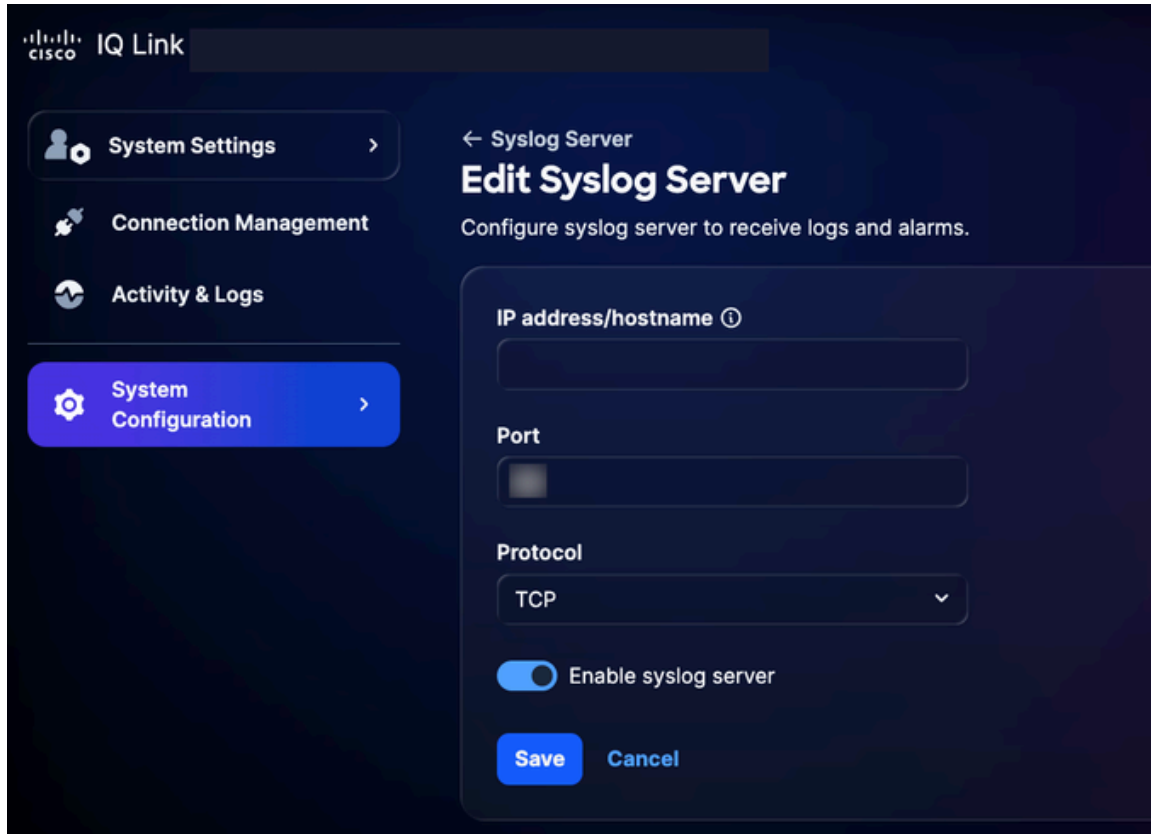 cisco IQ Link
System Settings
Connection Management
Activity & Logs
System
Configuration
← Syslog Server
Edit Syslog Server
Configure syslog server to receive logs and alarms.
IP address/hostname
Port
Protocol
TCP
Enable syslog server
Save Cancel